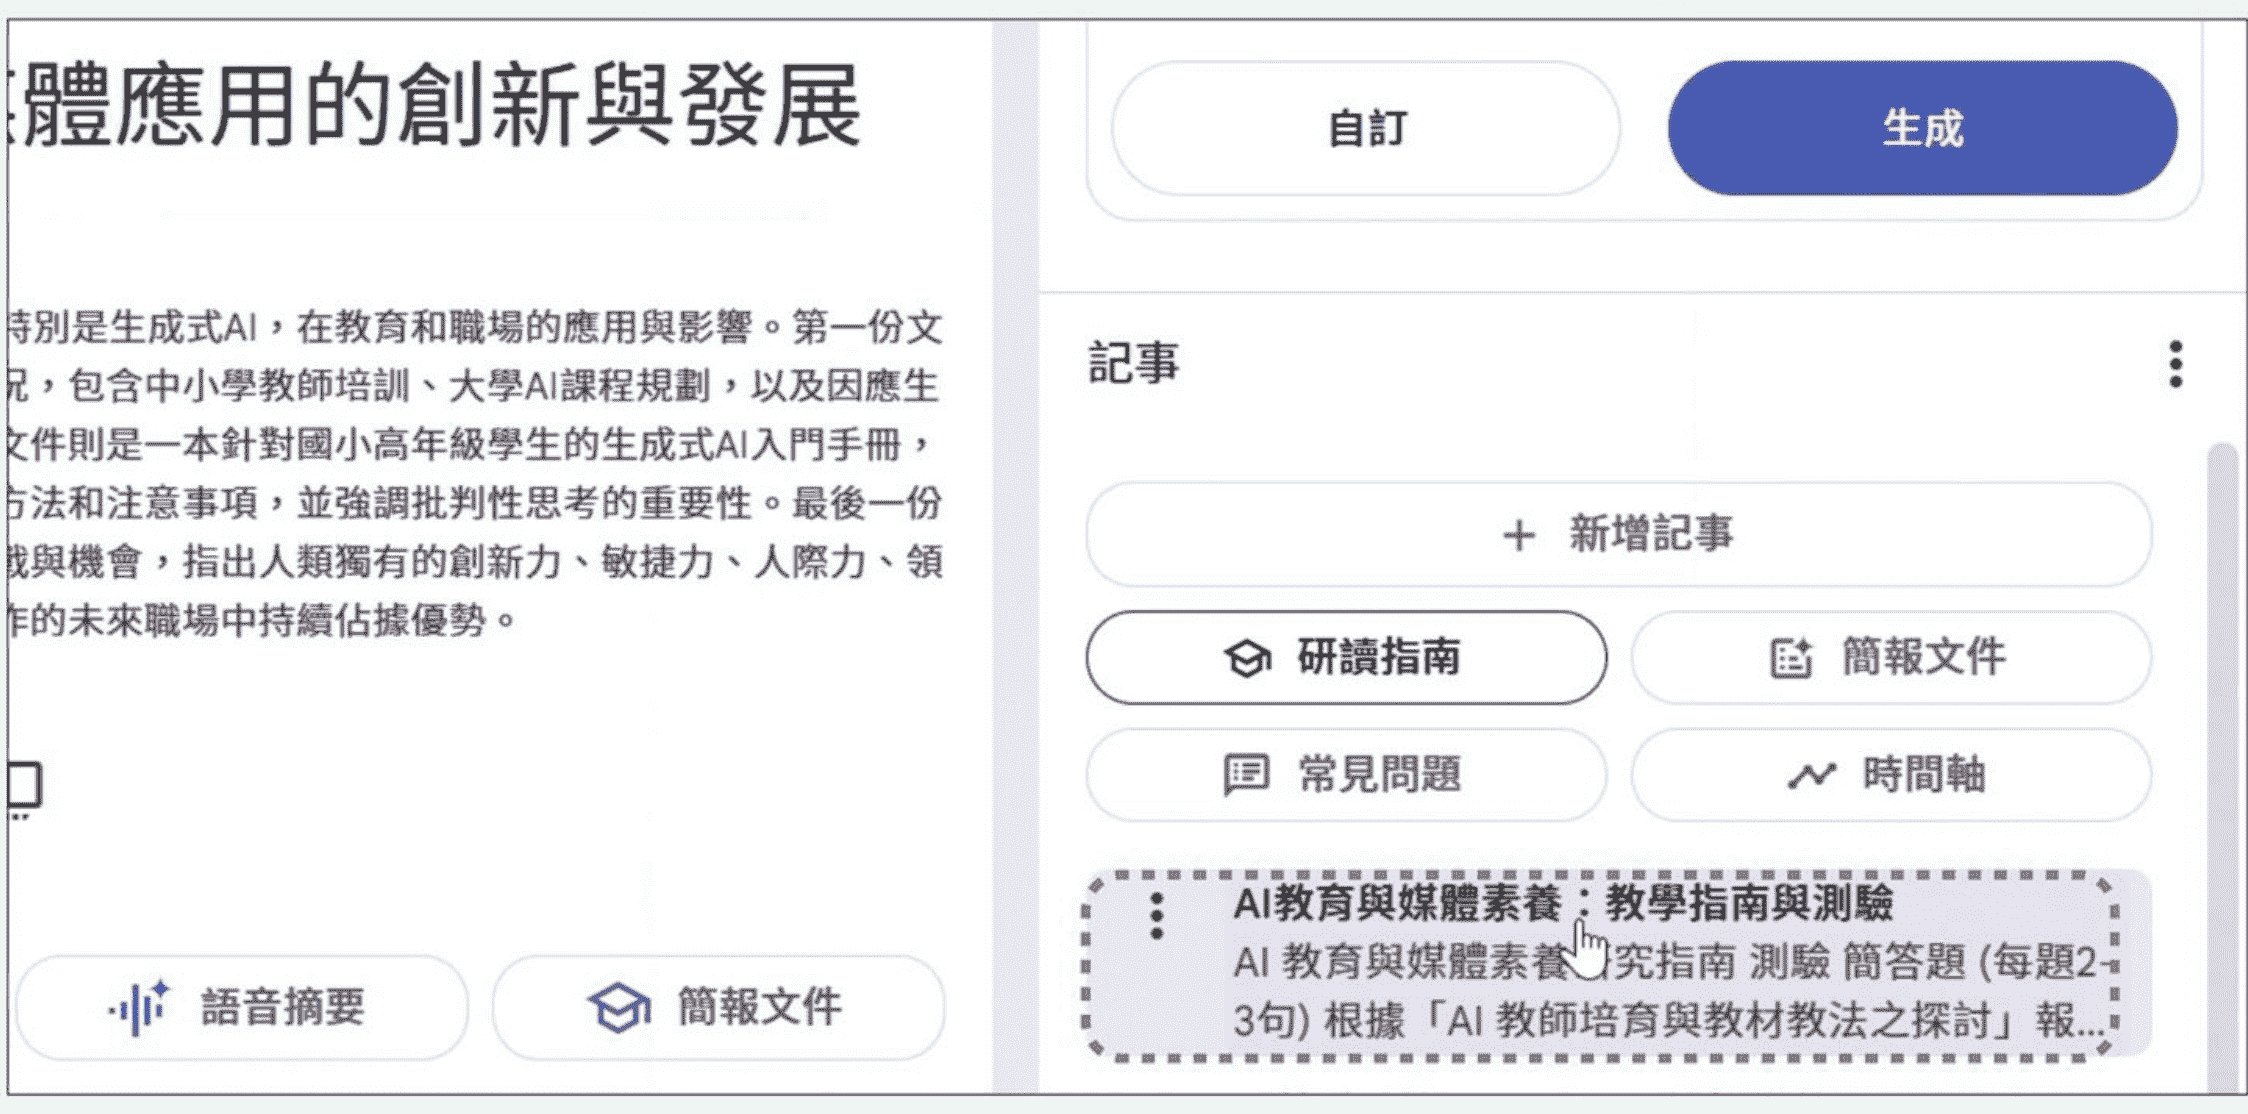 體應用的創新與發展
特別是生成式AI，在教育和職場的應用與影響。第一份文
況，包含中小學教師培訓、大學AI課程規劃，以及因應生
文件則是一本針對國小高年級學生的生成式AI入門手冊，
方法和注意事項，並強調批判性思考的重要性。最後一份
戰與機會，指出人類獨有的創新力、敏捷力、人際力、領
作的未來職場中持續佔據優勢。
語音摘要
簡報文件
自訂
生成
記事
+ 新增記事
研讀指南
簡報文件
常見問題
時間軸
AI教育與媒體素養：教學指南與測驗
AI 教育與媒體素養研究指南 測驗 簡答題 (每題2-
3句) 根據「AI 教師培育與教材教法之探討」報...